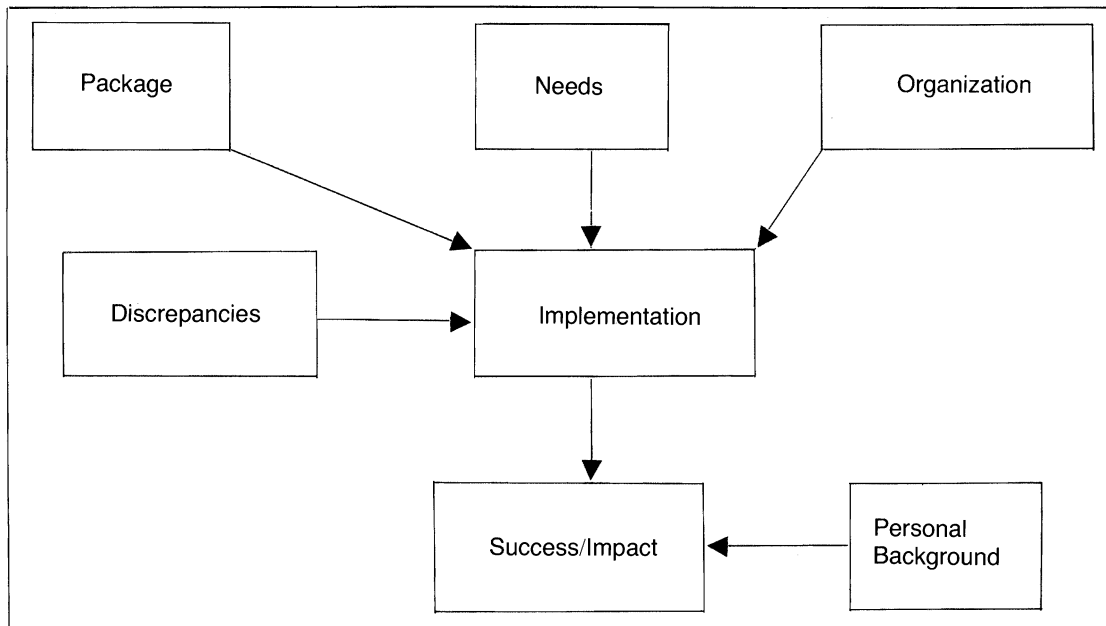 Package
Needs
Organization
Discrepancies
Implementation
Success/Impact
Personal
Background